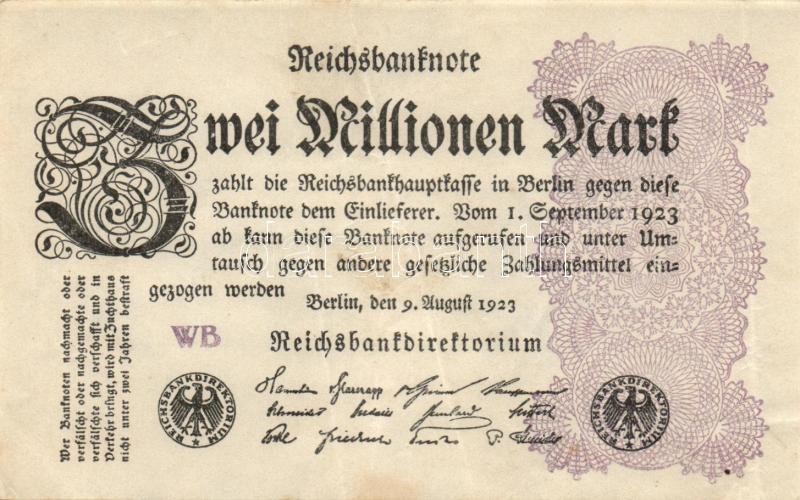 Reichsbanknote
Zwei Millionen Mark
zahlt die Reichsbankhauptkasse in Berlin gegen diese
Banknote dem Einlieferer. Vom 1. September 1923
ab kann diese Banknote aufgerufen und unter Um-
tausch gegen andere gesetzliche Zahlungsmittel ein-
gezogen werden
Berlin, den 9. August 1923
WB
Reichsbankdirektorium
Wer Banknoten nachmacht oder
verfälscht oder nachgemachte oder
verfälschte sich verschafft und in
Verkehr bringt, wird mit Zuchthaus
nicht unter zwei Jahren bestraft
REICHSBANKDIREKTORIUM
REICHSBANKDIREKTORIUM